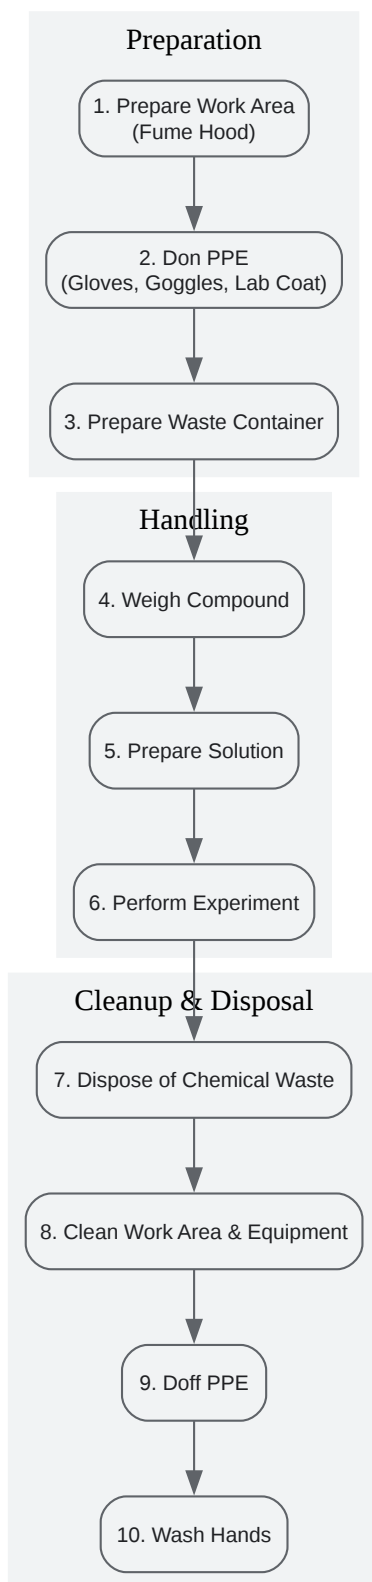 Preparation
1. Prepare Work Area
(Fume Hood)
2. Don PPE
(Gloves, Goggles, Lab Coat)
3. Prepare Waste Container
Handling
4. Weigh Compound
5. Prepare Solution
6. Perform Experiment
Cleanup & Disposal
7. Dispose of Chemical Waste
8. Clean Work Area & Equipment
9. Doff PPE
10. Wash Hands